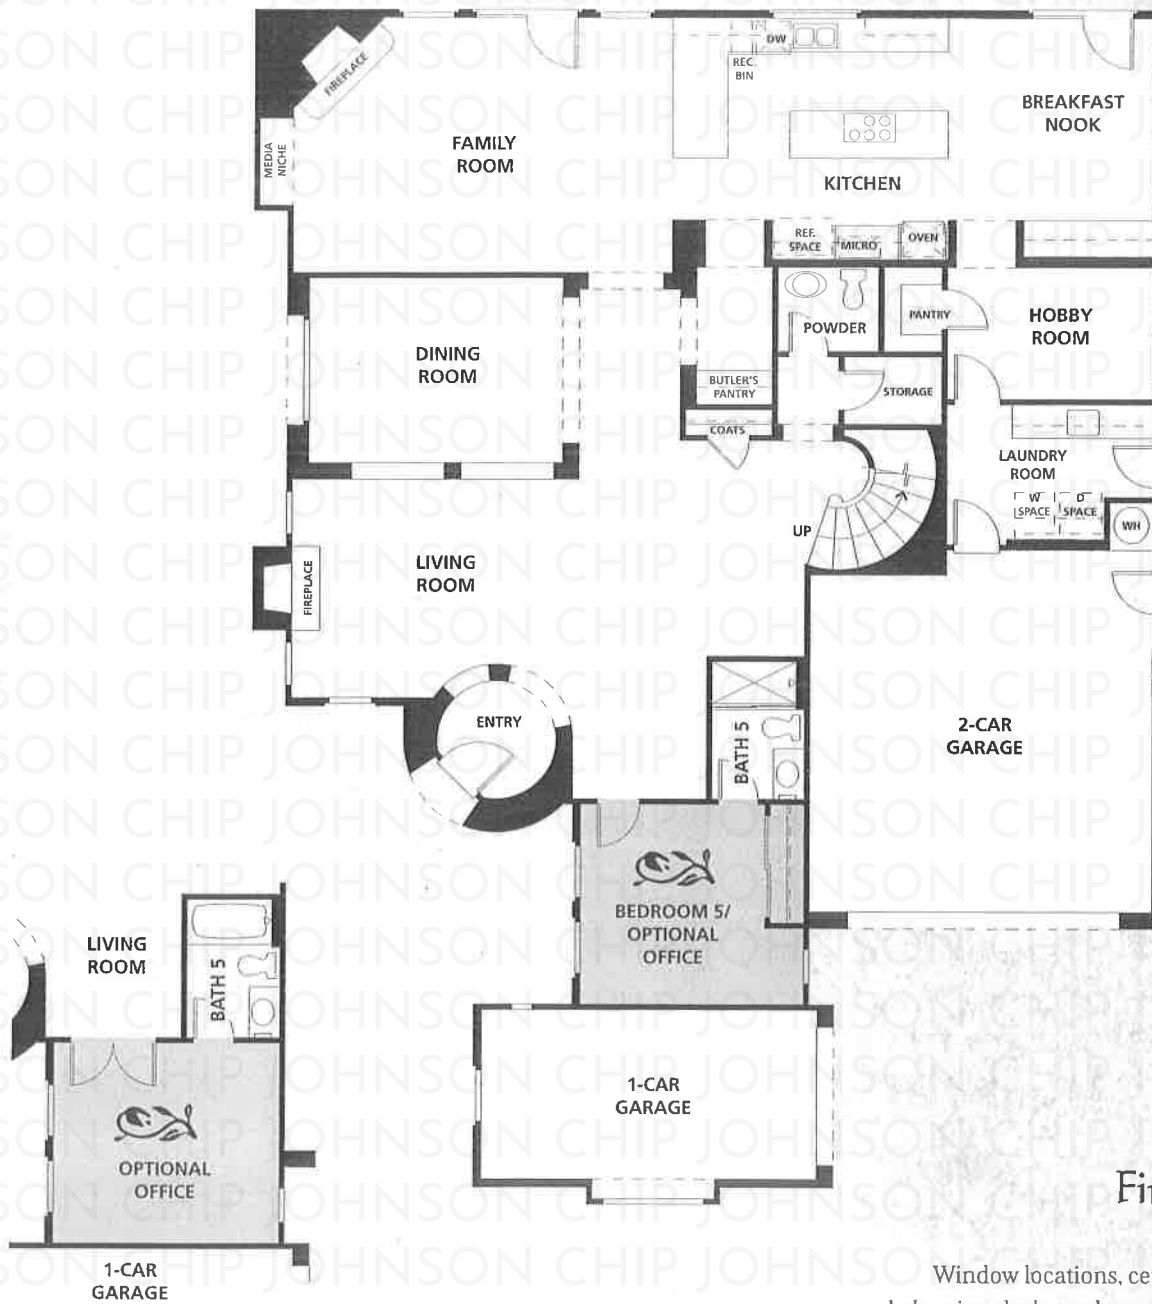 FIREPLACE
DW
REC.
BIN
MEDIA
NICHE
FAMILY
ROOM
BREAKFAST
NOOK
KITCHEN
REF.
SPACE
MICRO
OVEN
DINING
ROOM
POWDER
PANTRY
HOBBY
ROOM
BUTLER'S
PANTRY
STORAGE
COATS
LAUNDRY
ROOM
W
SPACE
D
SPACE
WH
UP
LIVING
ROOM
FIREPLACE
ENTRY
BATH 5
2-CAR
GARAGE
BEDROOM 5/
OPTIONAL
OFFICE
LIVING
ROOM
BATH 5
OPTIONAL
OFFICE
1-CAR
GARAGE
1-CAR
GARAGE
Window locations,
CHIP JOHNSON